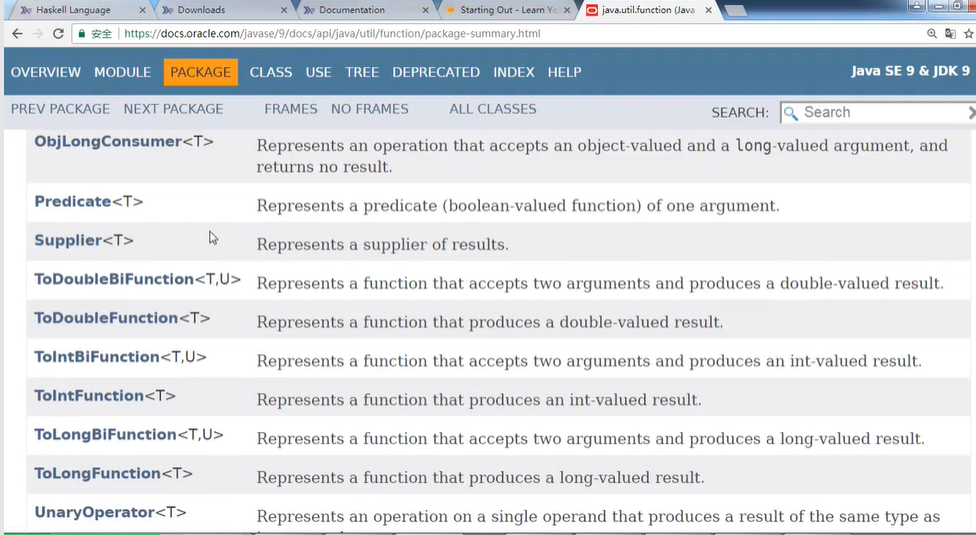 Haskell Language
Downloads
Documentation
Starting Out - Learn Yo
java.util.function (Java
安全 https://docs.oracle.com/javase/9/docs/api/java/util/function/package-summary.html
OVERVIEW MODULE PACKAGE CLASS USE TREE DEPRECATED INDEX HELP
Java SE 9 & JDK 9
PREV PACKAGE NEXT PACKAGE FRAMES NO FRAMES ALL CLASSES
SEARCH: Search
ObjLongConsumer<T>
Represents an operation that accepts an object-valued and a long-valued argument, and
returns no result.
Predicate<T>
Represents a predicate (boolean-valued function) of one argument.
Supplier<T>
Represents a supplier of results.
ToDoubleBiFunction<T,U>
Represents a function that accepts two arguments and produces a double-valued result.
ToDoubleFunction<T>
Represents a function that produces a double-valued result.
ToIntBiFunction<T,U>
Represents a function that accepts two arguments and produces an int-valued result.
ToIntFunction<T>
Represents a function that produces an int-valued result.
ToLongBiFunction<T,U>
Represents a function that accepts two arguments and produces a long-valued result.
ToLongFunction<T>
Represents a function that produces a long-valued result.
UnaryOperator<T>
Represents an operation on a single operand that produces a result of the same type as